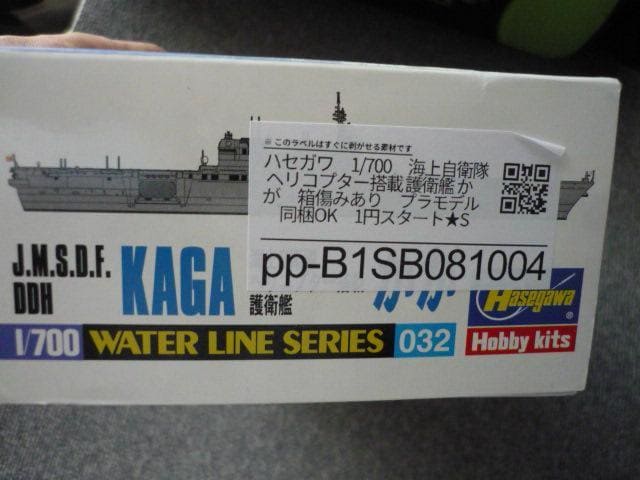 ※このラベルはすぐに剥がせる素材です
ハセガワ 1/700 海上自衛隊
ヘリコプター搭載護衛艦か
が 箱傷みあり プラモデル
同梱OK 1円スタート★S
pp-B1SB081004
J.M.S.D.F.
DDH
KAGA
護衛艦
かが
Hasegawa
1/700 WATER LINE SERIES 032 Hobby kits